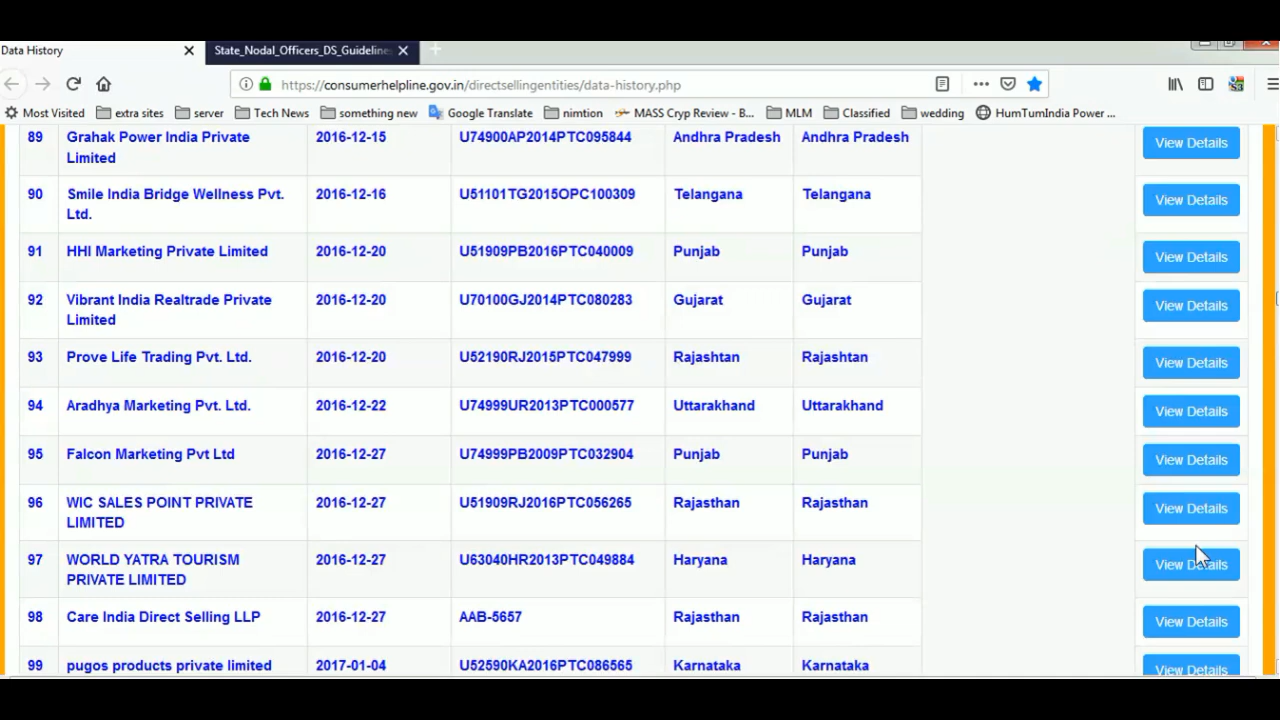 Data History
State_Nodal_Officers_DS_Guideline
https://consumerhelpline.gov.in/directsellingentities/data-history.php
Most Visited extra sites server Tech News something new Google Translate nimtion MASS Cryp Review - B... MLM Classified wedding HumTumIndia Power ...
89 Grahak Power India Private 2016-12-15 U74900AP2014PTC095844 Andhra Pradesh Andhra Pradesh View Details
Limited
90 Smile India Bridge Wellness Pvt. 2016-12-16 U51101TG2015OPC100309 Telangana Telangana View Details
Ltd.
91 HHI Marketing Private Limited 2016-12-20 U51909PB2016PTC040009 Punjab Punjab View Details
92 Vibrant India Realtrade Private 2016-12-20 U70100GJ2014PTC080283 Gujarat Gujarat View Details
Limited
93 Prove Life Trading Pvt. Ltd. 2016-12-20 U52190RJ2015PTC047999 Rajashtan Rajashtan View Details
94 Aradhya Marketing Pvt. Ltd. 2016-12-22 U74999UR2013PTC000577 Uttarakhand Uttarakhand View Details
95 Falcon Marketing Pvt Ltd 2016-12-27 U74999PB2009PTC032904 Punjab Punjab View Details
96 WIC SALES POINT PRIVATE 2016-12-27 U51909RJ2016PTC056265 Rajasthan Rajasthan View Details
LIMITED
97 WORLD YATRA TOURISM 2016-12-27 U63040HR2013PTC049884 Haryana Haryana View Details
PRIVATE LIMITED
98 Care India Direct Selling LLP 2016-12-27 AAB-5657 Rajasthan Rajasthan View Details
99 pugos products private limited 2017-01-04 U52590KA2016PTC086565 Karnataka Karnataka View Details